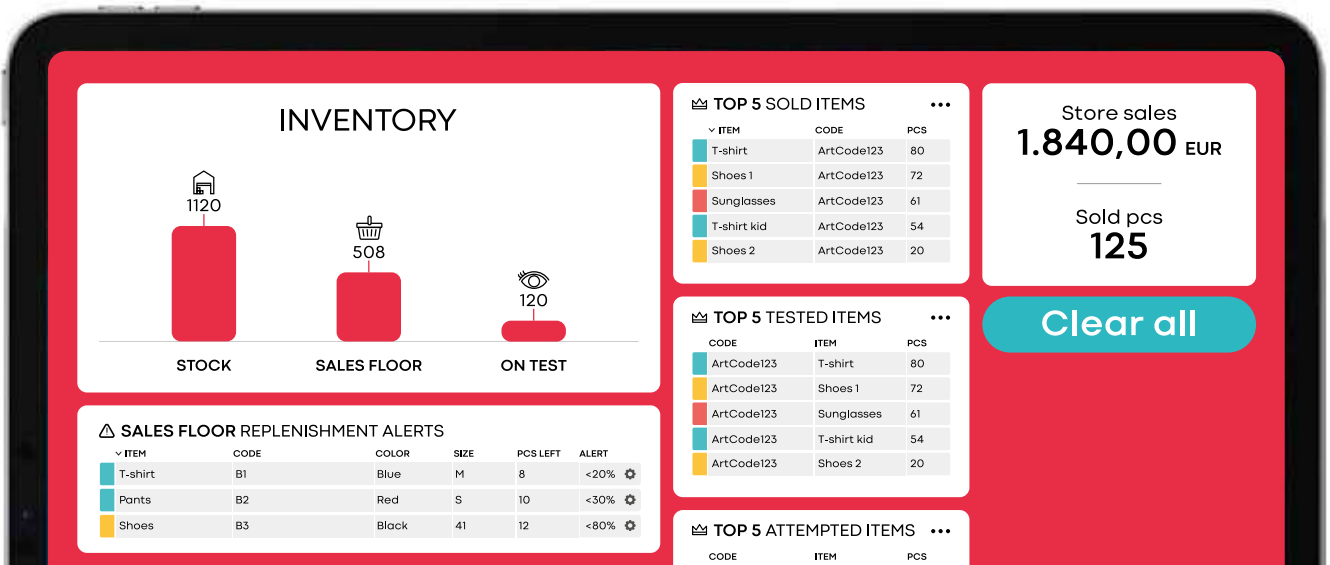 INVENTORY
1120
508
120
STOCK SALES FLOOR ON TEST
SALES FLOOR REPLENISHMENT ALERTS
ITEM CODE COLOR SIZE PCS LEFT ALERT
T-shirt B1 Blue M 8 <20%
Pants B2 Red S 10 <30%
Shoes B3 Black 41 12 <80%
TOP 5 SOLD ITEMS
ITEM CODE PCS
T-shirt ArtCode123 80
Shoes 1 ArtCode123 72
Sunglasses ArtCode123 61
T-shirt kid ArtCode123 54
Shoes 2 ArtCode123 20
TOP 5 TESTED ITEMS
CODE ITEM PCS
ArtCode123 T-shirt 80
ArtCode123 Shoes 1 72
ArtCode123 Sunglasses 61
ArtCode123 T-shirt kid 54
ArtCode123 Shoes 2 20
TOP 5 ATTEMPTED ITEMS
CODE ITEM PCS
Store sales
1.840,00 EUR
Sold pcs
125
Clear all